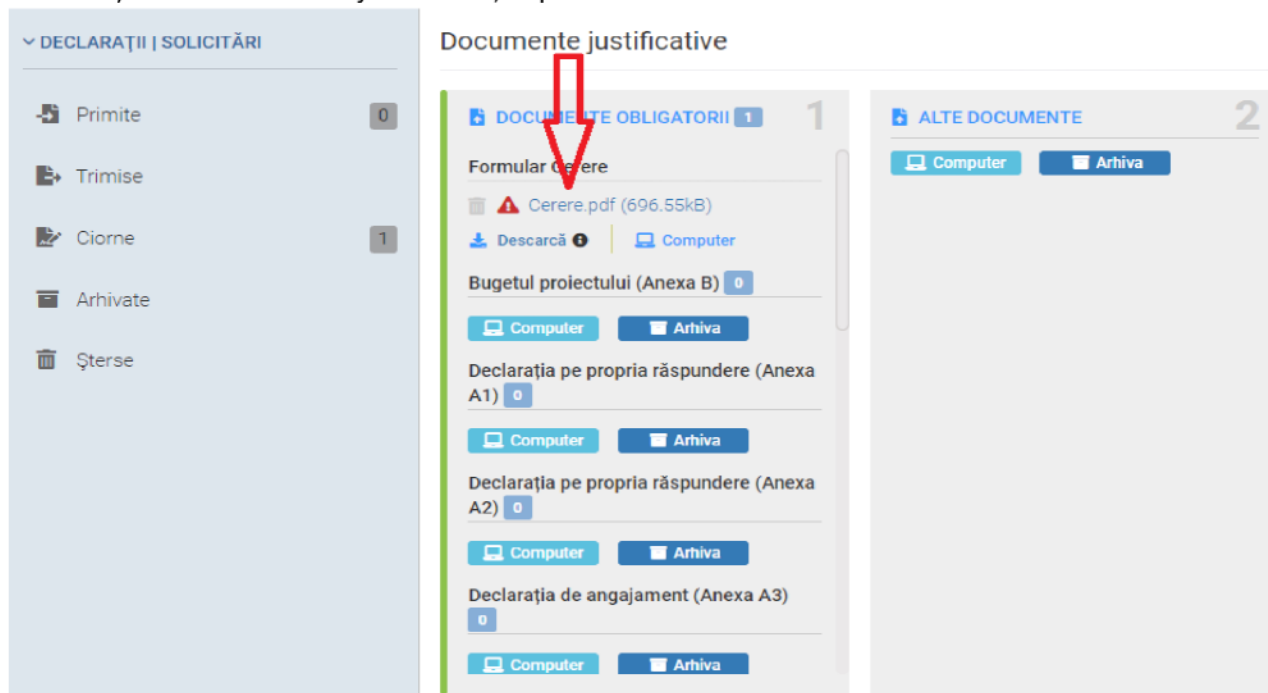 DECLARAŢII | SOLICITĂRI
Primite 0
Trimise
Ciorne 1
Arhivate
Şterse
Documente justificative
DOCUMENTE OBLIGATORII 1 1
Formular Cerere
Cerere.pdf (696.55kB)
Descarcă Computer
Bugetul proiectului (Anexa B) 0
Computer Arhiva
Declarația pe propria răspundere (Anexa
A1) 0
Computer Arhiva
Declarația pe propria răspundere (Anexa
A2) 0
Computer Arhiva
Declarația de angajament (Anexa A3)
0
Computer Arhiva
ALTE DOCUMENTE 2
Computer Arhiva